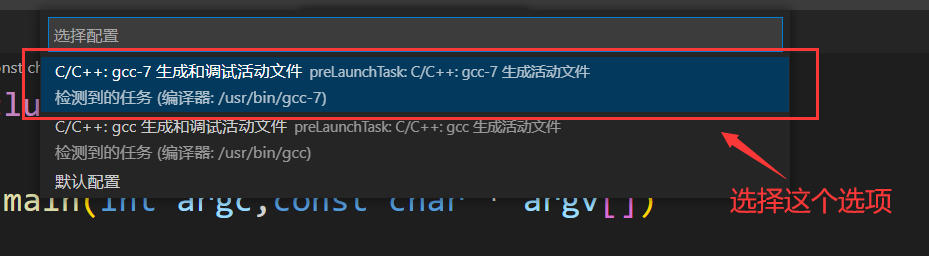 选择配置
onst ch
C/C++: gcc-7 生成和调试活动文件 preLaunchTask: C/C++: gcc-7 生成活动文件
检测到的任务 (编译器: /usr/bin/gcc-7)
lu
C/C++: gcc 生成和调试活动文件 preLaunchTask: C/C++: gcc 生成活动文件
检测到的任务 (编译器: /usr/bin/gcc)
默认配置
main(int argc,const char * argv[])
选择这个选项